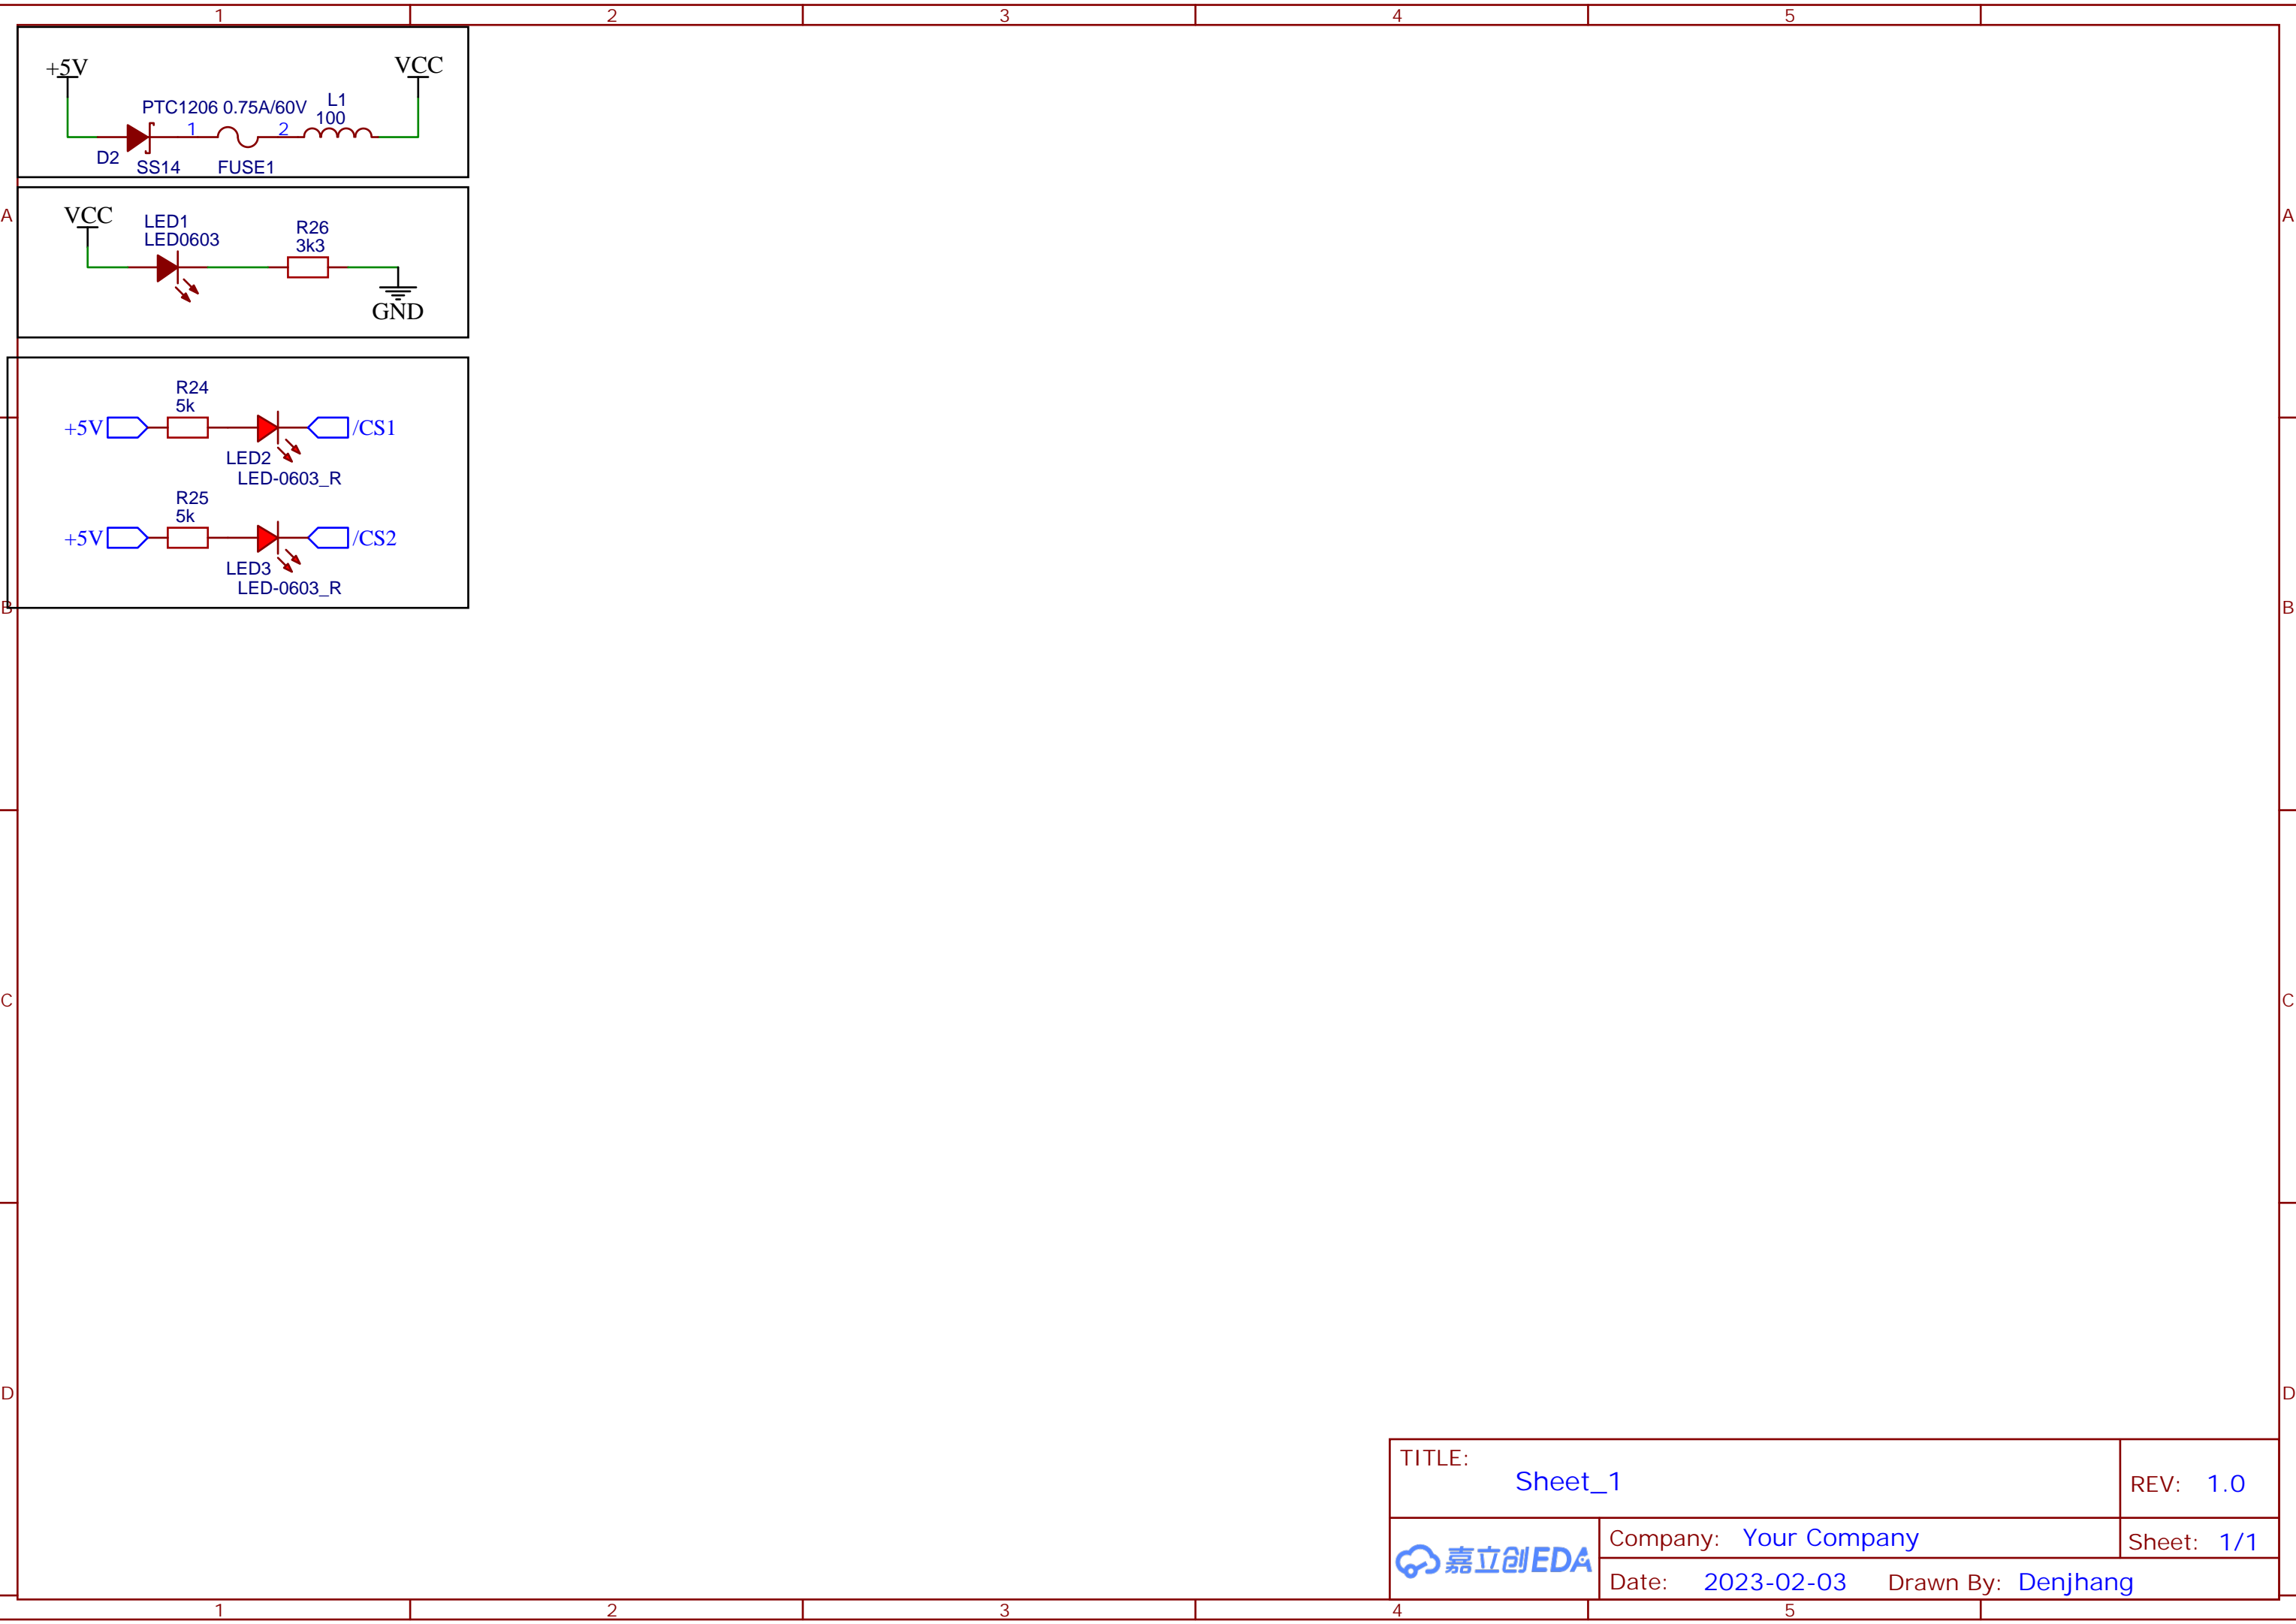 1 2 3 4 5
+5V VCC
PTC1206 0.75A/60V L1
100
1 2
D2
SS14 FUSE1
A A
VCC LED1
LED0603
R26
3k3
GND
R24
5k
+5V /CS1
LED2
LED-0603_R
R25
5k
+5V /CS2
LED3
LED-0603_R
B B
C C
D D
TITLE:
Sheet_1
REV: 1.0
嘉立创EDA
Company: Your Company
Sheet: 1/1
Date: 2023-02-03 Drawn By: Denjhang
1 2 3 4 5